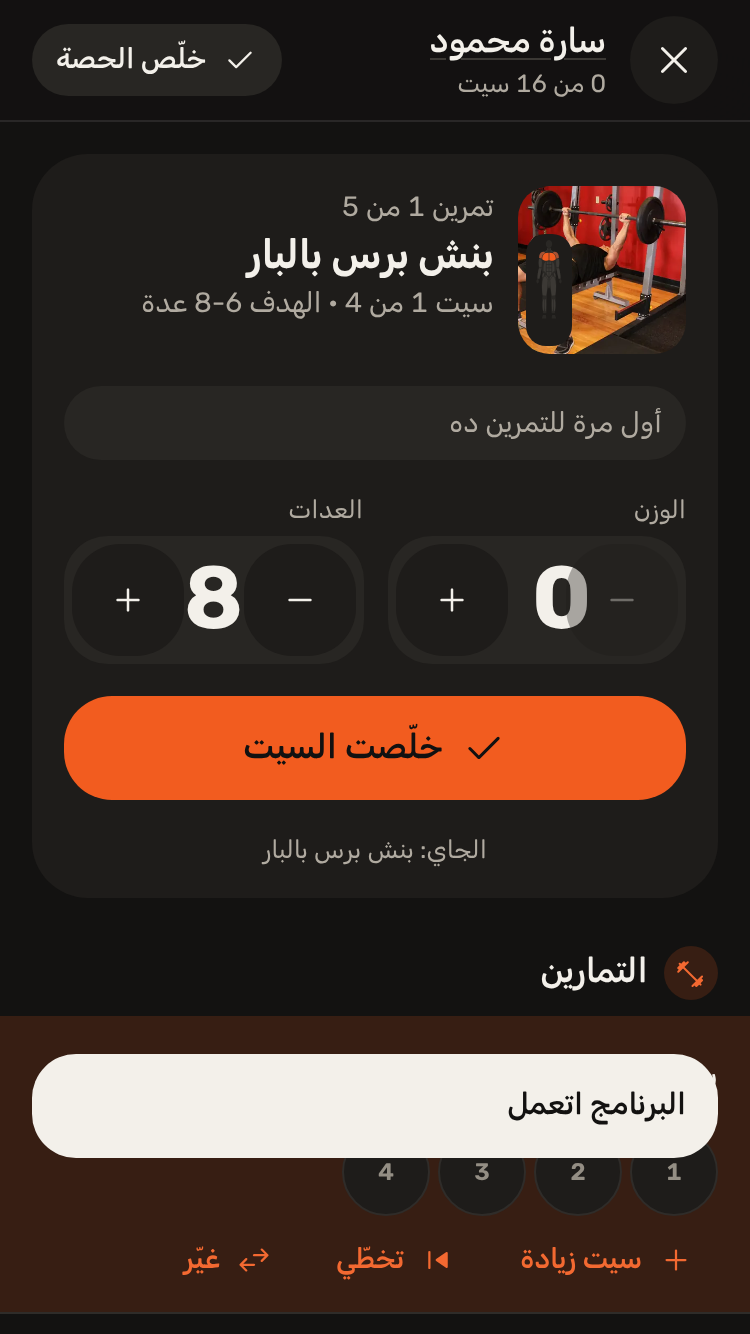 سارة محمود
0 من 16 سيت
خلّص الحصة
تمرين 1 من 5
بنش برس بالبار
سيت 1 من 4 • الهدف 6-8 عدة
أول مرة للتمرين ده
الوزن
العدات
0
8
خلّصت السيت
الجاي: بنش برس بالبار
التمارين
البرنامج اتعمل
1 2 3 4
سيت زيادة
تخطّي
غيّر